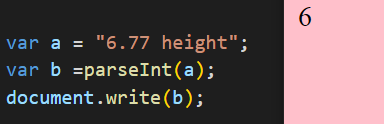 6
var a = "6.77 height";
var b =parseInt(a);
document.write(b);